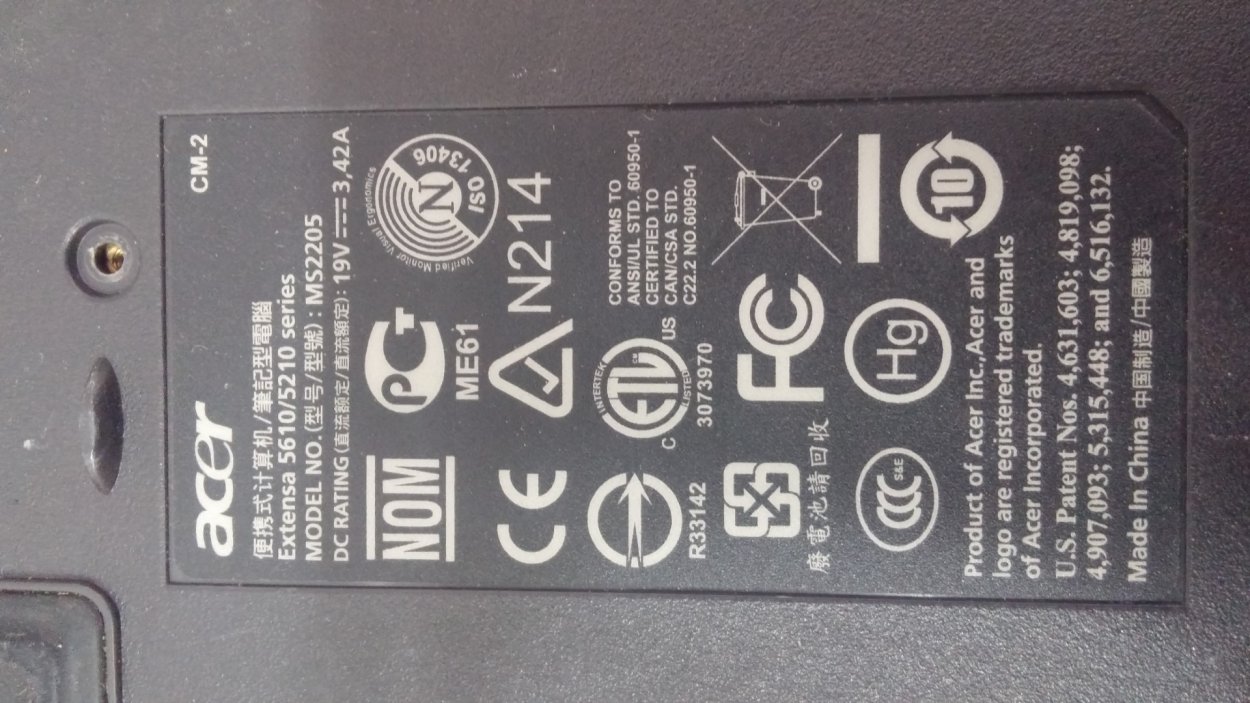 CM-2
acer
便携式计算机/筆記型電腦
Extensa 5610/5210 series
MODEL NO.(型号/型號): MS2205
DC RATING(直流额定/直流額定): 19V⎓3,42A
NOM
PC
ME61
Verified Monitor Visual Ergonomics
N
ISO 13406
CE
N214
R33142
INTERTEK
ETL
CM
LISTED
C US
3073970
CONFORMS TO
ANSI/UL STD. 60950-1
CERTIFIED TO
CAN/CSA STD.
C22.2 NO.60950-1
廢電池請回收
FC
CCC S&E
Hg
10
Product of Acer Inc.,Acer and
logo are registered trademarks
of Acer Incorporated.
U.S. Patent Nos. 4,631,603; 4,819,098;
4,907,093; 5,315,448; and 6,516,132.
Made In China 中国制造/中國製造